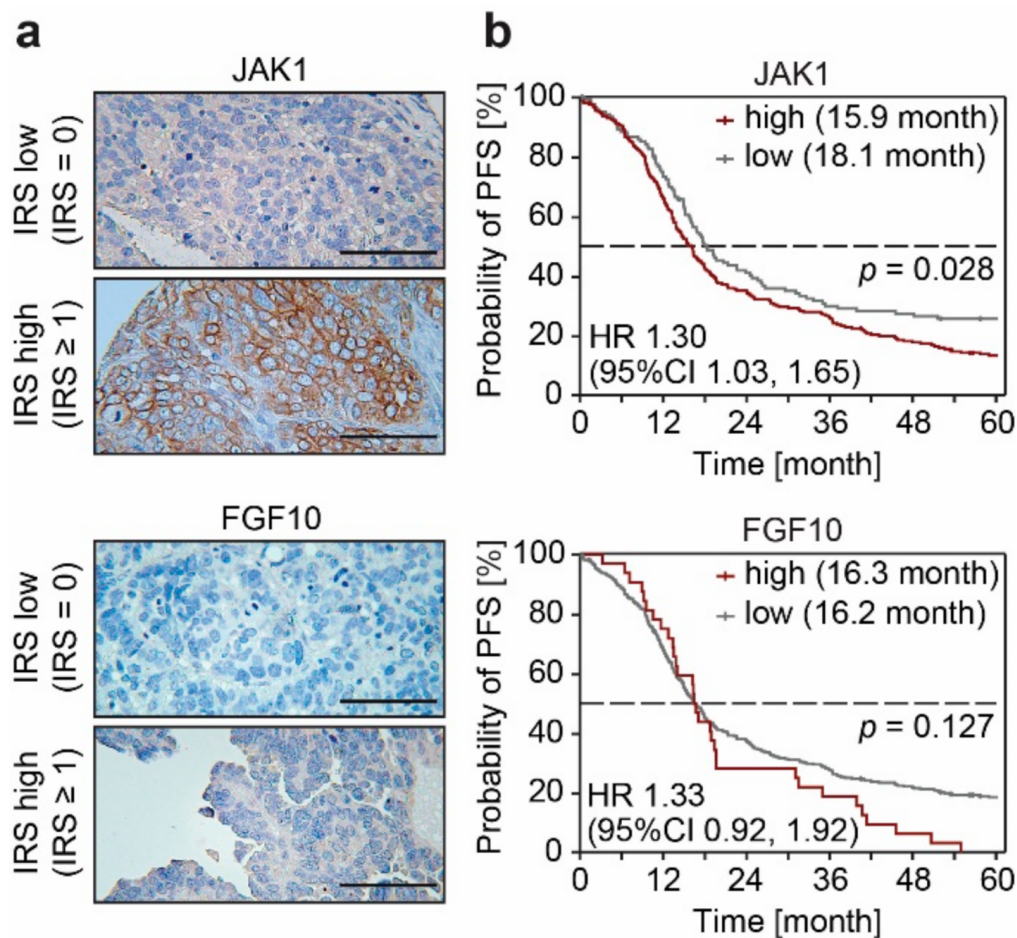 a
JAK1
IRS low
(IRS = 0)
IRS high
(IRS ≥ 1)
FGF10
IRS low
(IRS = 0)
IRS high
(IRS ≥ 1)
b
JAK1
Probability of PFS [%]
100
80
60
40
20
0
high (15.9 month)
low (18.1 month)
p = 0.028
HR 1.30
(95%CI 1.03, 1.65)
0 12 24 36 48 60
Time [month]
FGF10
Probability of PFS [%]
100
80
60
40
20
0
high (16.3 month)
low (16.2 month)
p = 0.127
HR 1.33
(95%CI 0.92, 1.92)
0 12 24 36 48 60
Time [month]